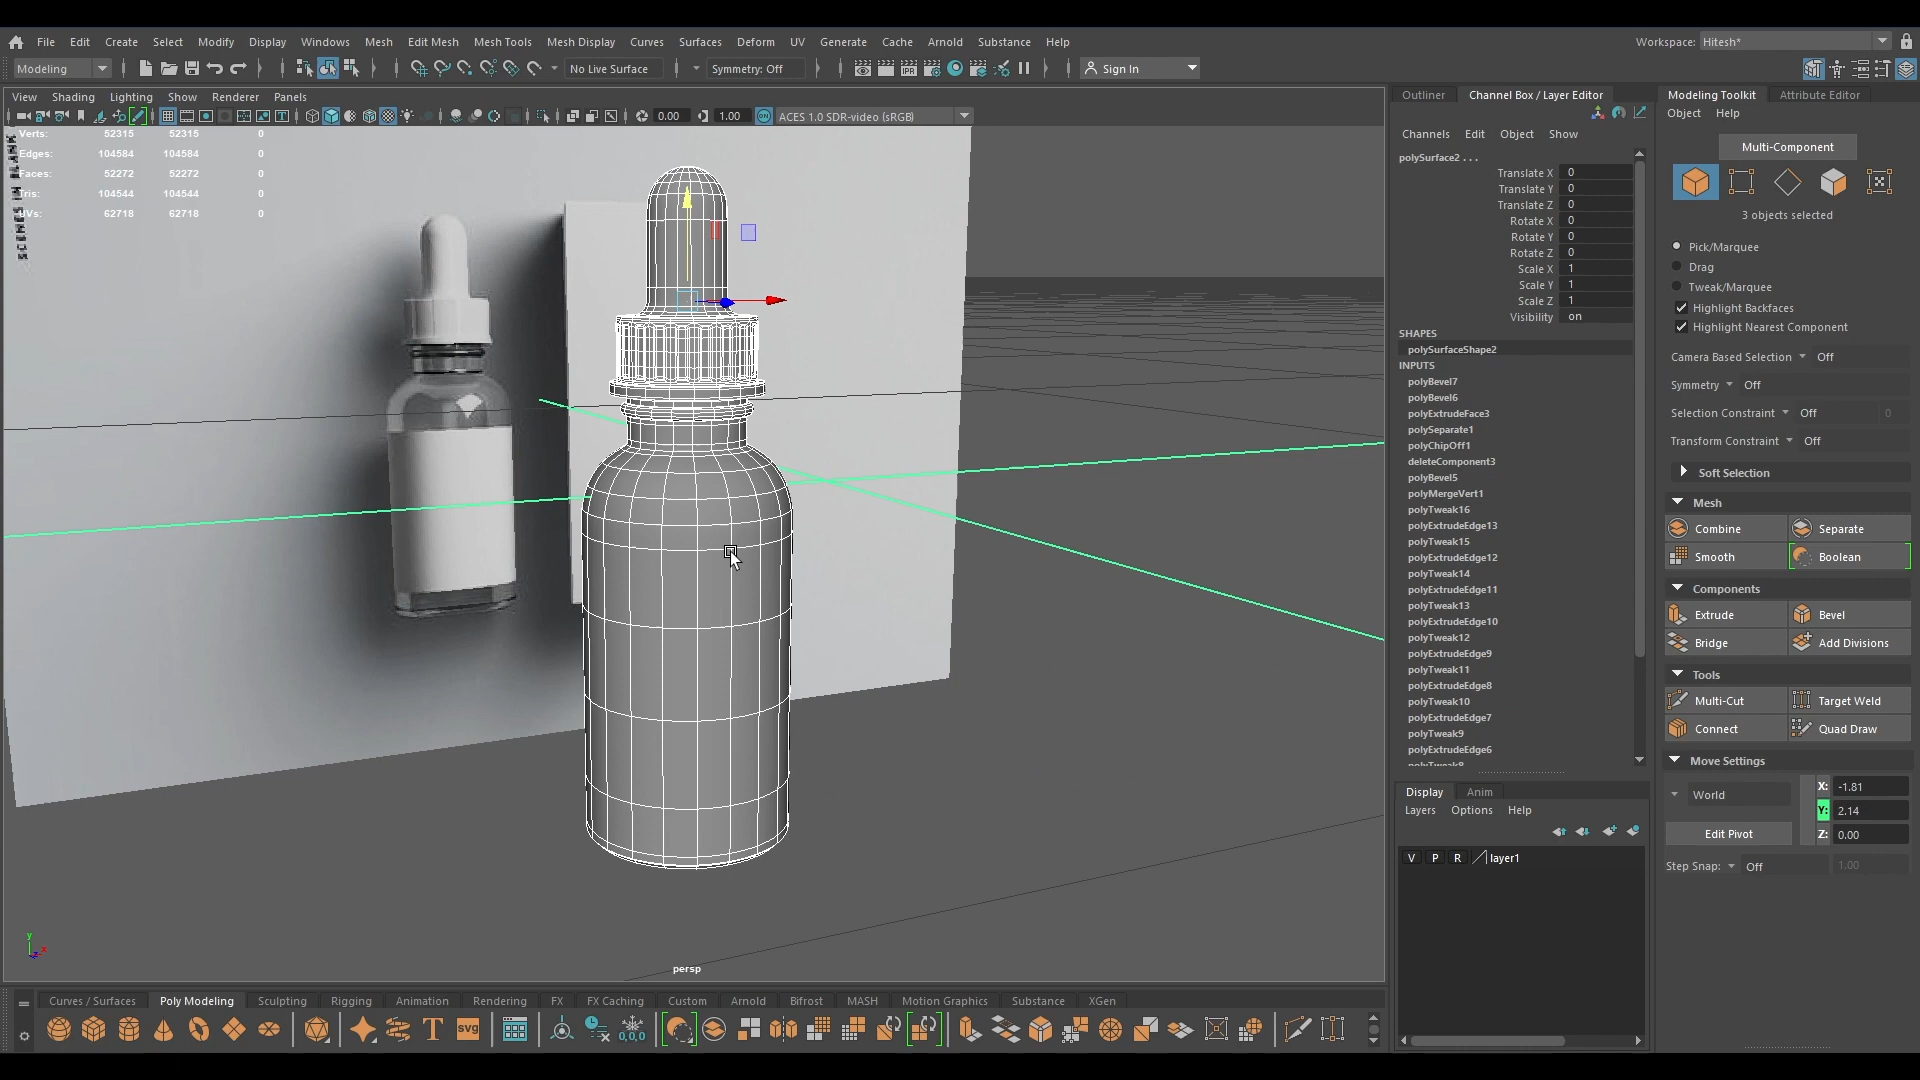 File Edit Create Select Modify Display Windows Mesh Edit Mesh Mesh Tools Mesh Display Curves Surfaces Deform UV Generate Cache Arnold Substance Help
Workspace: Hitesh*
Modeling No Live Surface Symmetry: Off Sign In
View Shading Lighting Show Renderer Panels
0.00 1.00 ACES 1.0 SDR-video (sRGB)
Verts: 52315 52315 0
Edges: 104584 104584 0
Faces: 52272 52272 0
Tris: 104544 104544 0
UVs: 62718 62718 0
persp
y
x
Outliner Channel Box / Layer Editor
Channels Edit Object Show
polySurface2 . . .
Translate X 0
Translate Y 0
Translate Z 0
Rotate X 0
Rotate Y 0
Rotate Z 0
Scale X 1
Scale Y 1
Scale Z 1
Visibility on
SHAPES
polySurfaceShape2
INPUTS
polyBevel7
polyBevel6
polyExtrudeFace3
polySeparate1
polyChipOff1
deleteComponent3
polyBevel5
polyMergeVert1
polyTweak16
polyExtrudeEdge13
polyTweak15
polyExtrudeEdge12
polyTweak14
polyExtrudeEdge11
polyTweak13
polyExtrudeEdge10
polyTweak12
polyExtrudeEdge9
polyTweak11
polyExtrudeEdge8
polyTweak10
polyExtrudeEdge7
polyTweak9
polyExtrudeEdge6
polyTweak8
Display Anim
Layers Options Help
V P R layer1
Modeling Toolkit Attribute Editor
Object Help
Multi-Component
3 objects selected
Pick/Marquee
Drag
Tweak/Marquee
Highlight Backfaces
Highlight Nearest Component
Camera Based Selection Off
Symmetry Off
Selection Constraint Off 0
Transform Constraint Off
Soft Selection
Mesh
Combine Separate
Smooth Boolean
Components
Extrude Bevel
Bridge Add Divisions
Tools
Multi-Cut Target Weld
Connect Quad Draw
Move Settings
World X: -1.81
Y: 2.14
Edit Pivot Z: 0.00
Step Snap: Off 1.00
Curves / Surfaces Poly Modeling Sculpting Rigging Animation Rendering FX FX Caching Custom Arnold Bifrost MASH Motion Graphics Substance XGen
T svg 0,0,0